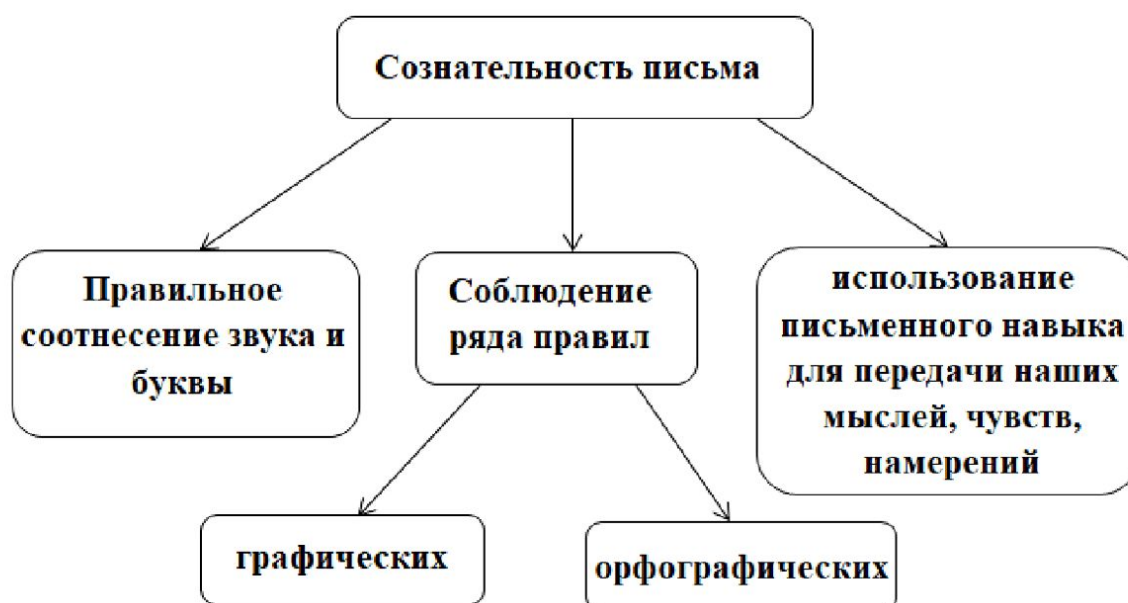 Сознательность письма
Правильное
соотнесение звука и
буквы
Соблюдение
ряда правил
использование
письменного навыка
для передачи наших
мыслей, чувств,
намерений
графических
орфографических